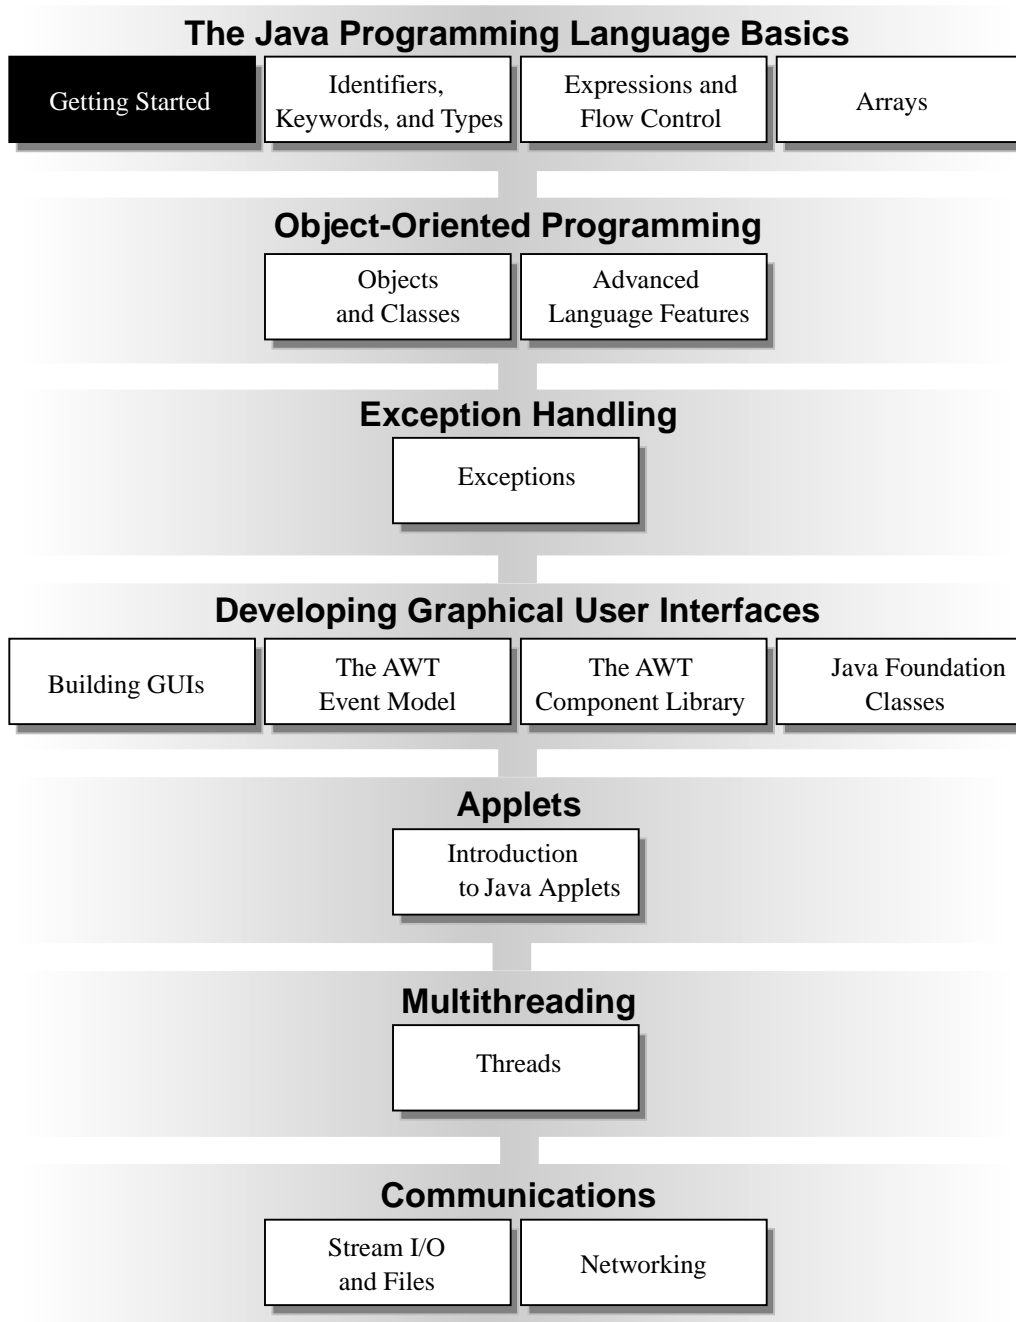 The Java Programming Language Basics
Getting Started
Identifiers,
Keywords, and Types
Expressions and
Flow Control
Arrays
Object-Oriented Programming
Objects
and Classes
Advanced
Language Features
Exception Handling
Exceptions
Developing Graphical User Interfaces
Building GUIs
The AWT
Event Model
The AWT
Component Library
Java Foundation
Classes
Applets
Introduction
to Java Applets
Multithreading
Threads
Communications
Stream I/O
and Files
Networking